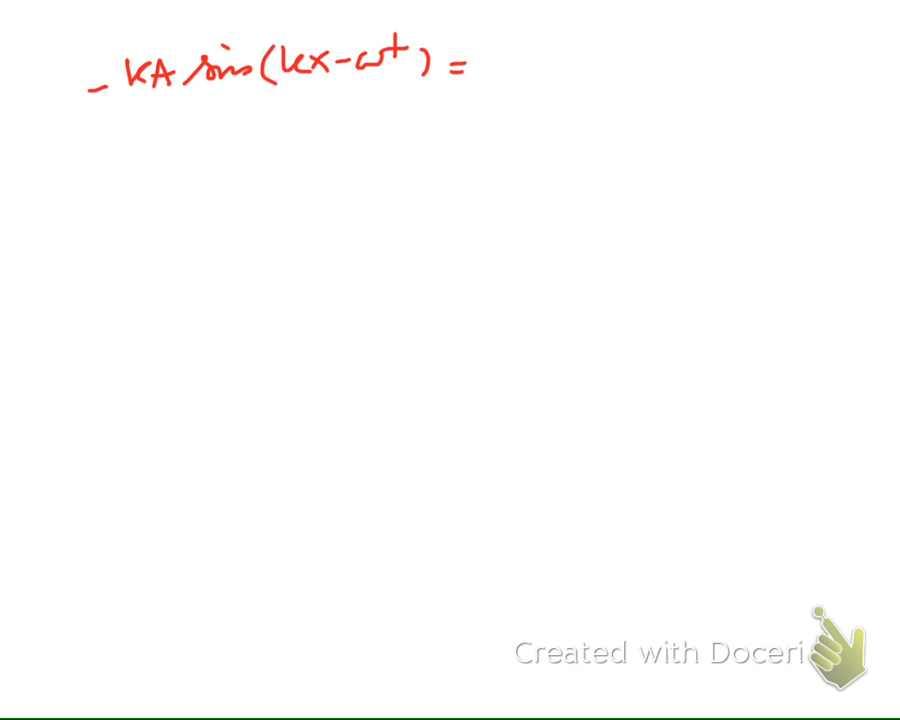 - KA sin(kx-ωt) =
Created with Doceri